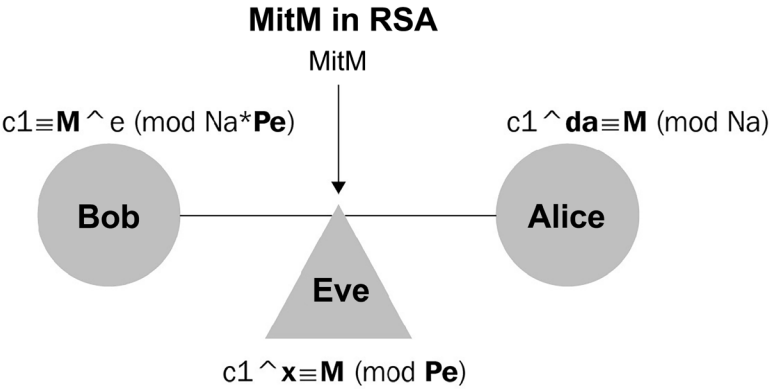 MitM in RSA
MitM
c1≡M^e (mod Na*Pe)
c1^da≡M (mod Na)
Bob
Alice
Eve
c1^x≡M (mod Pe)